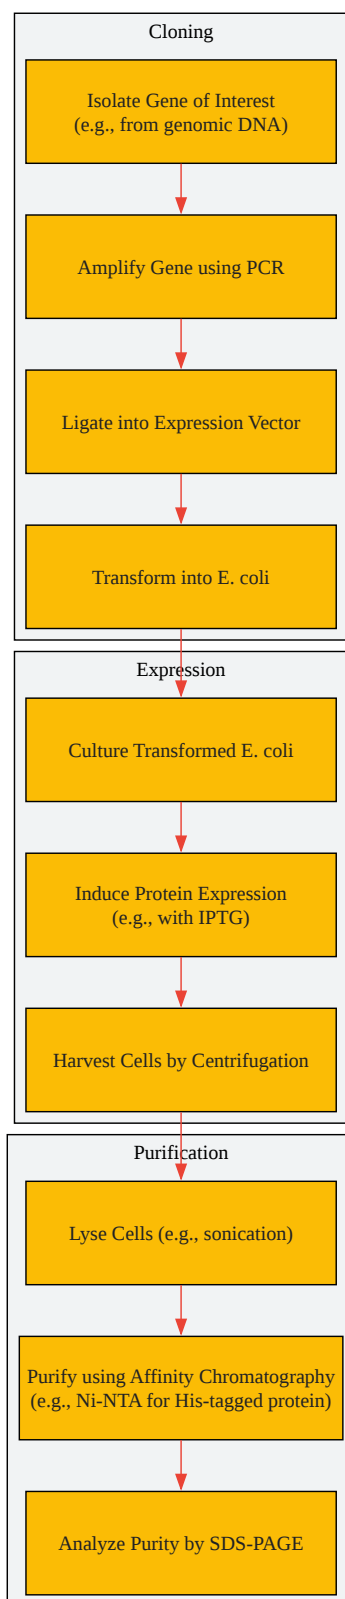 Cloning
Isolate Gene of Interest
(e.g., from genomic DNA)
Amplify Gene using PCR
Ligate into Expression Vector
Transform into E. coli
Expression
Culture Transformed E. coli
Induce Protein Expression
(e.g., with IPTG)
Harvest Cells by Centrifugation
Purification
Lyse Cells (e.g., sonication)
Purify using Affinity Chromatography
(e.g., Ni-NTA for His-tagged protein)
Analyze Purity by SDS-PAGE